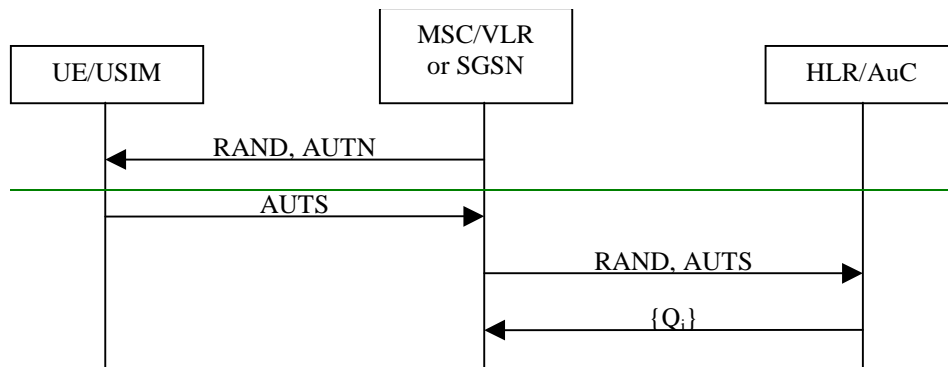 UE/USIM
MSC/VLR
or SGSN
HLR/AuC
RAND, AUTN
AUTS
RAND, AUTS
{Qi}